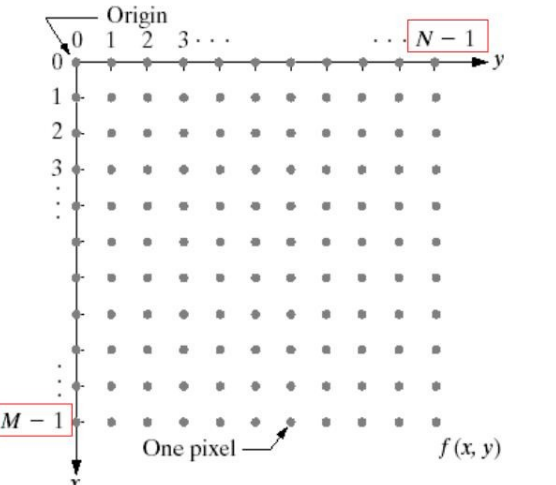 Origin
0 1 2 3 · · · · · · N − 1
0 y
1
2
3
·
·
·
·
·
·
M − 1
One pixel f (x, y)
x